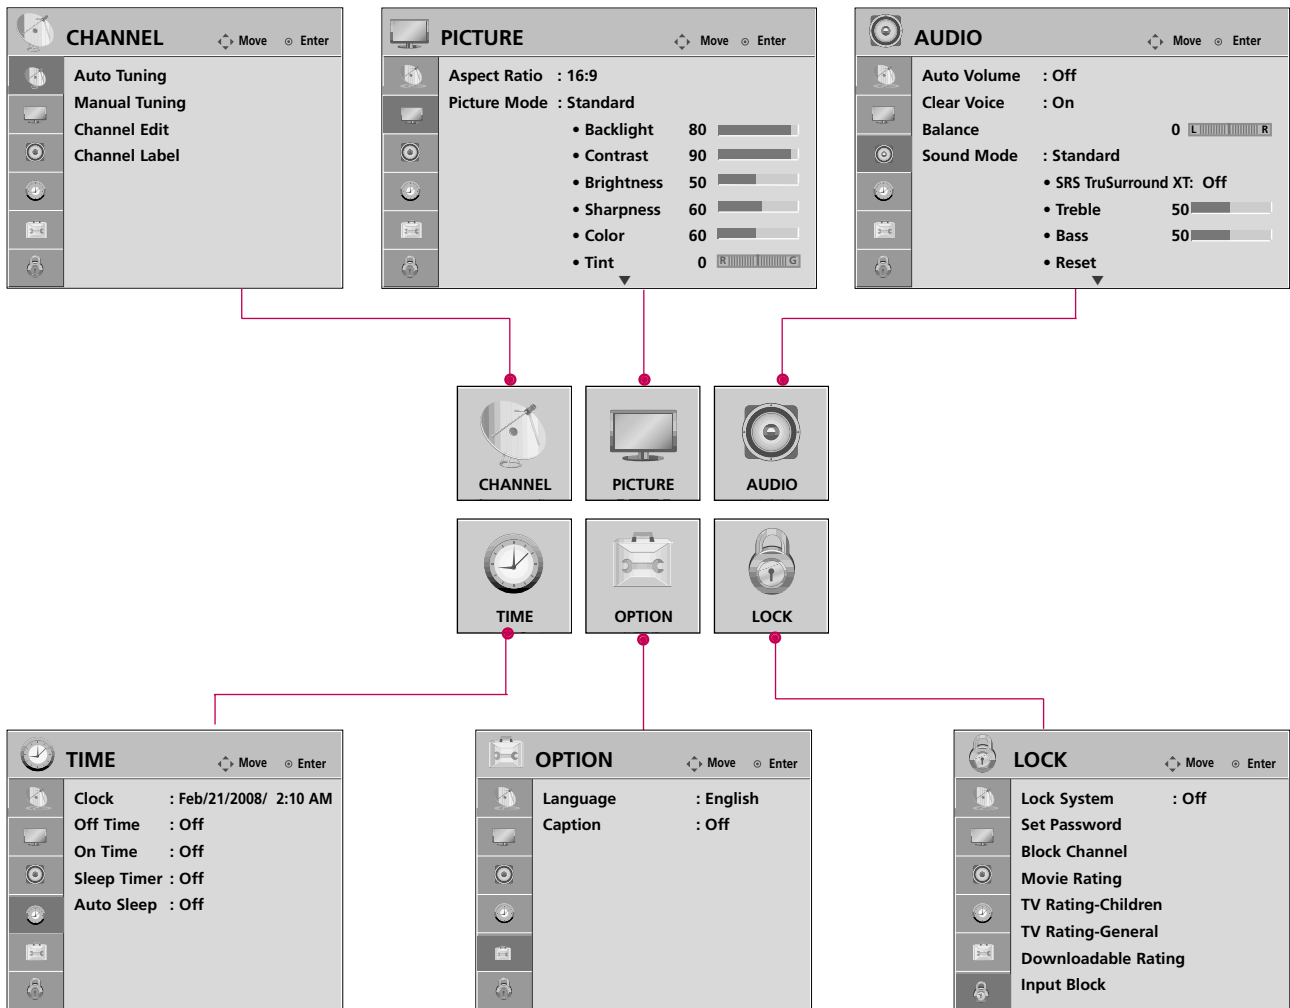 CHANNEL Move Enter
Auto Tuning
Manual Tuning
Channel Edit
Channel Label
PICTURE Move Enter
Aspect Ratio : 16:9
Picture Mode : Standard
• Backlight 80
• Contrast 90
• Brightness 50
• Sharpness 60
• Color 60
• Tint 0 R G
AUDIO Move Enter
Auto Volume : Off
Clear Voice : On
Balance 0 L R
Sound Mode : Standard
• SRS TruSurround XT: Off
• Treble 50
• Bass 50
• Reset
CHANNEL
PICTURE
AUDIO
TIME
OPTION
LOCK
TIME Move Enter
Clock : Feb/21/2008/ 2:10 AM
Off Time : Off
On Time : Off
Sleep Timer : Off
Auto Sleep : Off
OPTION Move Enter
Language : English
Caption : Off
LOCK Move Enter
Lock System : Off
Set Password
Block Channel
Movie Rating
TV Rating-Children
TV Rating-General
Downloadable Rating
Input Block